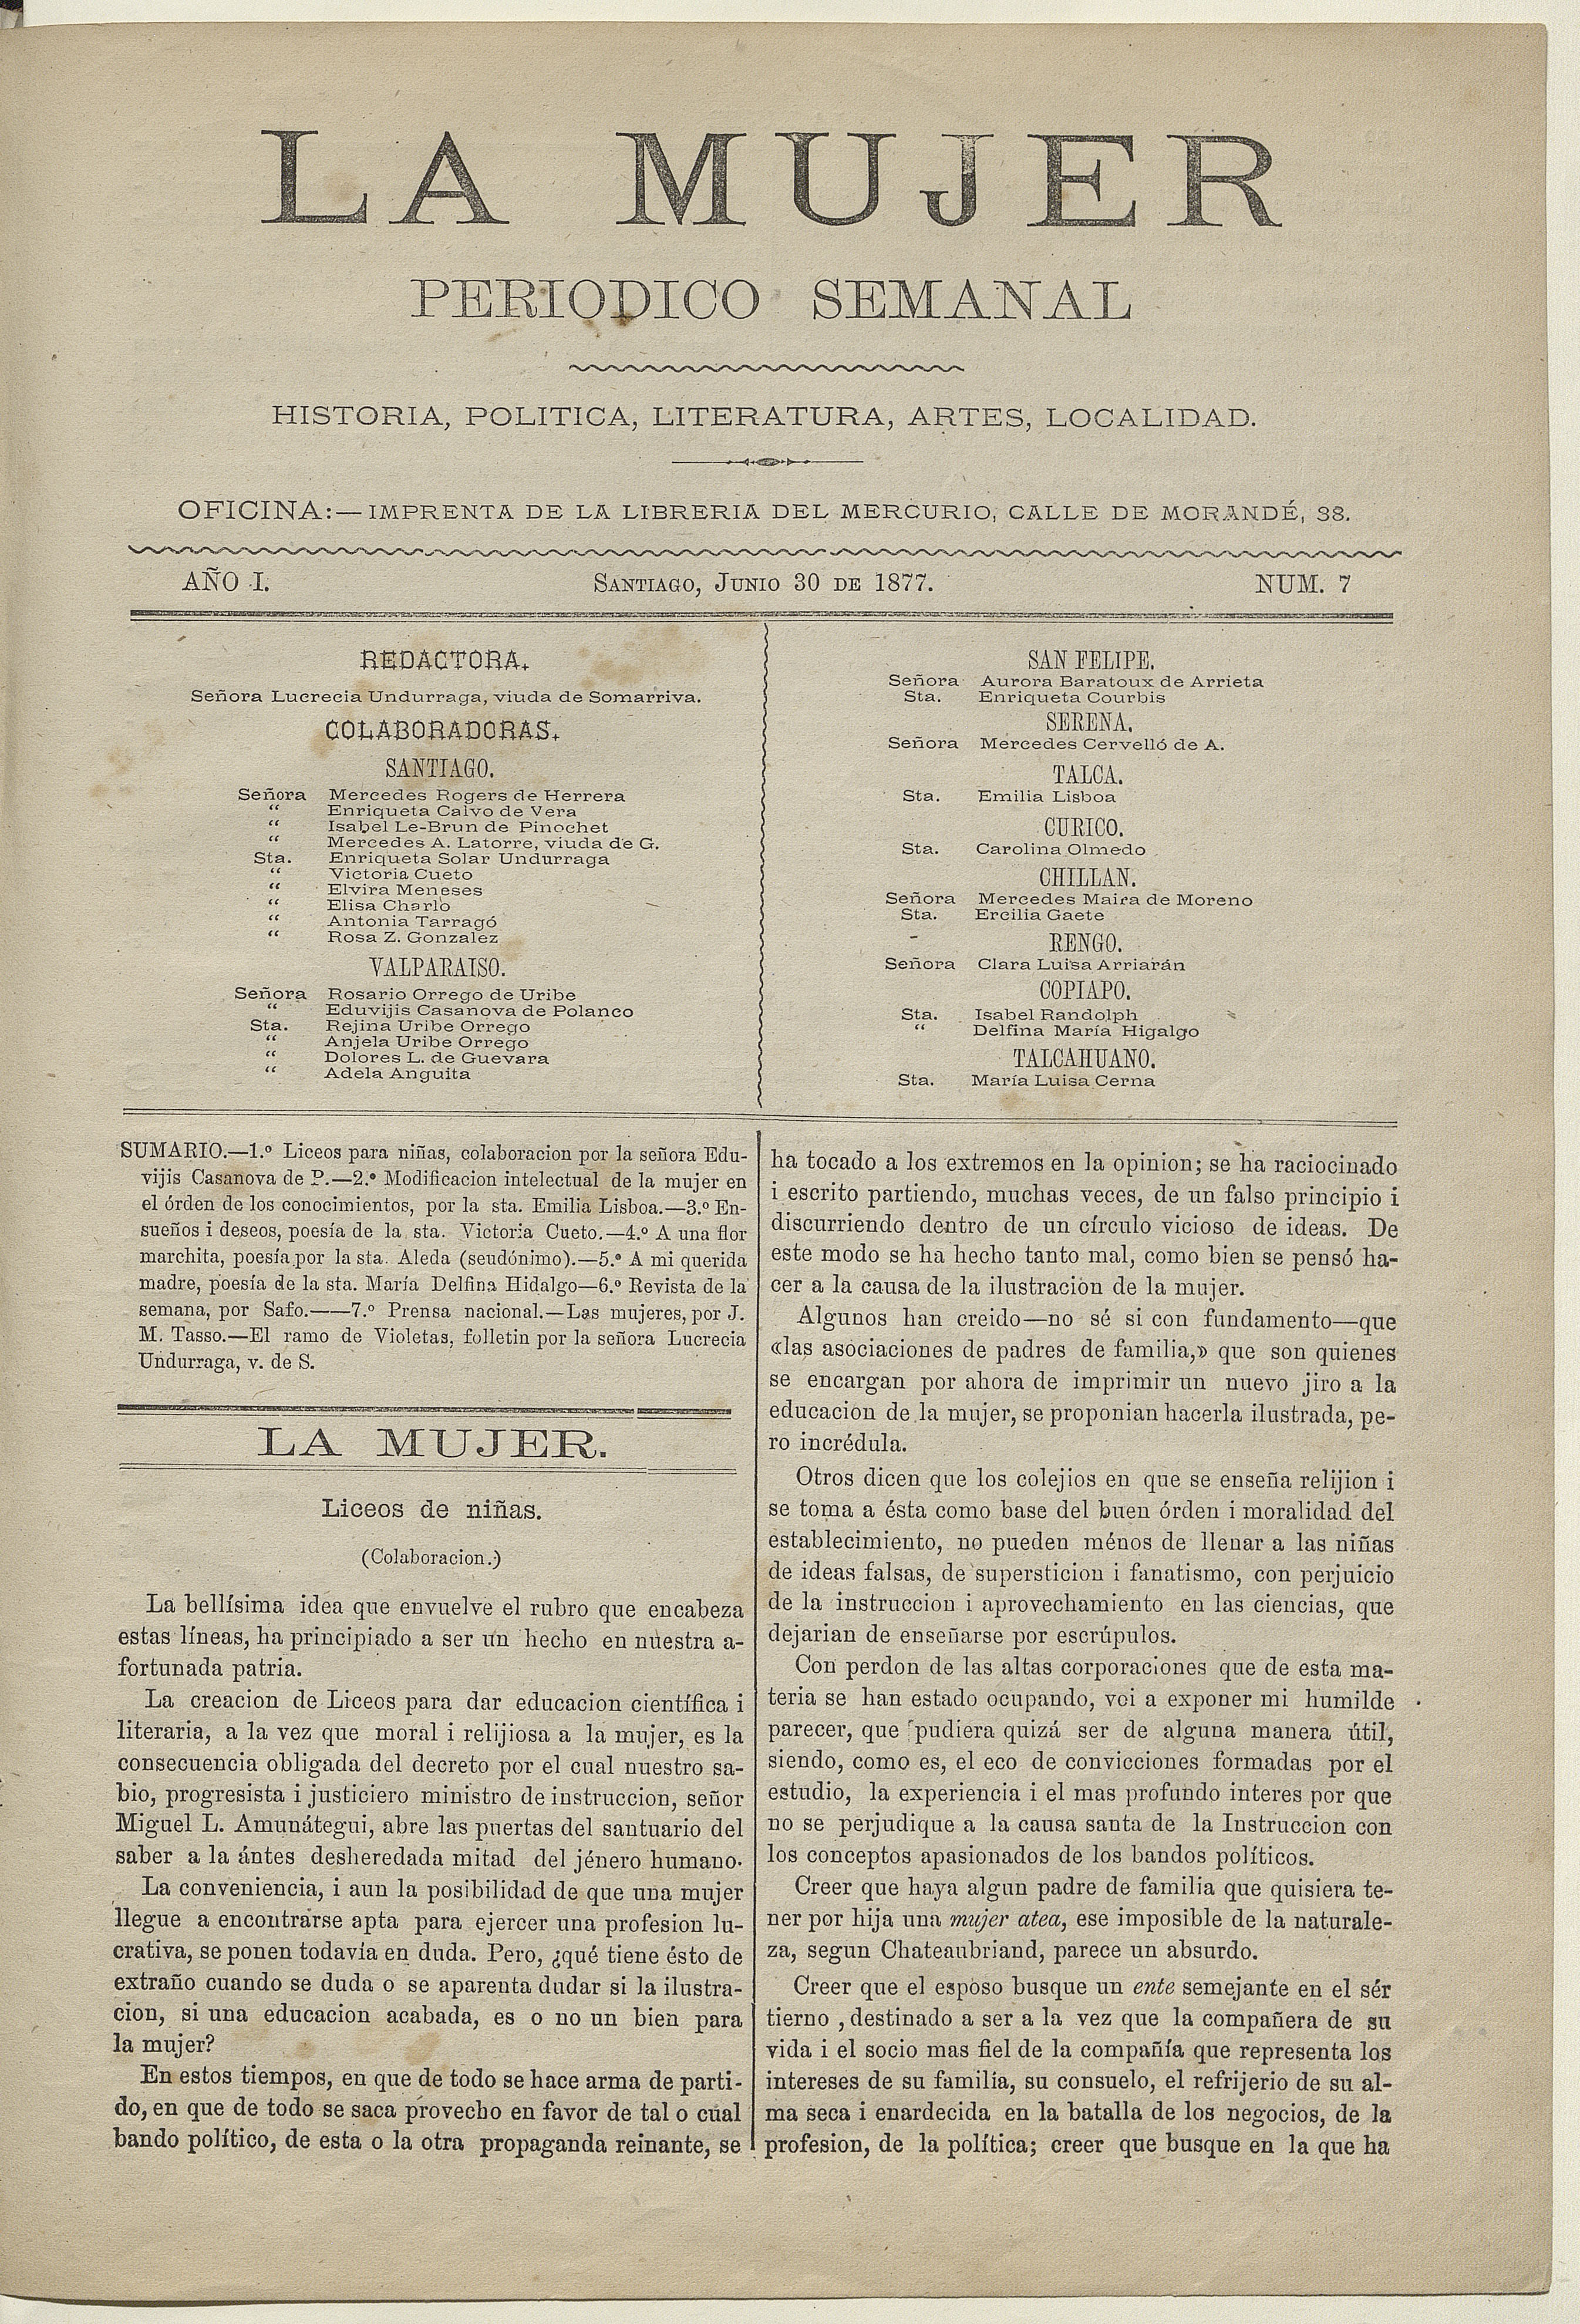 LA MUJER
PERIODICO SEMANAL
HISTORIA, POLITICA, LITERATURA, ARTES, LOCALIDAD.
OFICINA:—IMPRENTA DE LA LIBRERIA DEL MERCURIO, CALLE DE MORANDÉ, 38.
AÑO I. SANTIAGO, JUNIO 30 DE 1877. NUM. 7
REDACTORA.
Señora Lucrecia Undurraga, viuda de Somarriva.
COLABORADORAS.
SANTIAGO.
Señora Mercedes Rogers de Herrera
“ Enriqueta Calvo de Vera
“ Isabel Le-Brun de Pinochet
“ Mercedes A. Latorre, viuda de G.
Sta. Enriqueta Solar Undurraga
“ Victoria Cueto
“ Elvira Meneses
“ Elisa Charlo
“ Antonia Tarragó
“ Rosa Z. Gonzalez
VALPARAISO.
Señora Rosario Orrego de Uribe
“ Eduvijis Casanova de Polanco
Sta. Rejina Uribe Orrego
“ Anjela Uribe Orrego
“ Dolores L. de Guevara
“ Adela Anguita
SAN FELIPE.
Señora Aurora Baratoux de Arrieta
Sta. Enriqueta Courbis
SERENA.
Señora Mercedes Cervelló de A.
TALCA.
Sta. Emilia Lisboa
CURICO.
Sta. Carolina Olmedo
CHILLAN.
Señora Mercedes Maira de Moreno
Sta. Ercilia Gaete
RENGO.
Señora Clara Luisa Arriarán
COPIAPO.
Sta. Isabel Randolph
“ Delfina María Higalgo
TALCAHUANO.
Sta. María Luisa Cerna
SUMARIO.—1.º Liceos para niñas, colaboracion por la señora Edu-
vijis Casanova de P.—2.º Modificacion intelectual de la mujer en
el órden de los conocimientos, por la sta. Emilia Lisboa.—3.º En-
sueños i deseos, poesía de la sta. Victoria Cueto.—4.º A una flor
marchita, poesía por la sta. Aleda (seudónimo).—5.º A mi querida
madre, poesía de la sta. María Delfina Hidalgo—6.º Revista de la
semana, por Safo.——7.º Prensa nacional.—Las mujeres, por J.
M. Tasso.—El ramo de Violetas, folletin por la señora Lucrecia
Undurraga, v. de S.
LA MUJER.
Liceos de niñas.
(Colaboracion.)
La bellísima idea que envuelve el rubro que encabeza
estas líneas, ha principiado a ser un hecho en nuestra a-
fortunada patria.
La creacion de Liceos para dar educacion científica i
literaria, a la vez que moral i relijiosa a la mujer, es la
consecuencia obligada del decreto por el cual nuestro sa-
bio, progresista i justiciero ministro de instruccion, señor
Miguel L. Amunátegui, abre las puertas del santuario del
saber a la ántes desheredada mitad del jénero humano.
La conveniencia, i aun la posibilidad de que una mujer
llegue a encontrarse apta para ejercer una profesion lu-
crativa, se ponen todavía en duda. Pero, ¿qué tiene ésto de
extraño cuando se duda o se aparenta dudar si la ilustra-
cion, si una educacion acabada, es o no un bien para
la mujer?
En estos tiempos, en que de todo se hace arma de parti-
do, en que de todo se saca provecho en favor de tal o cual
bando político, de esta o la otra propaganda reinante, se
ha tocado a los extremos en la opinion; se ha raciocinado
i escrito partiendo, muchas veces, de un falso principio i
discurriendo dentro de un círculo vicioso de ideas. De
este modo se ha hecho tanto mal, como bien se pensó ha-
cer a la causa de la ilustracion de la mujer.
Algunos han creido—no sé si con fundamento—que
«las asociaciones de padres de familia,» que son quienes
se encargan por ahora de imprimir un nuevo jiro a la
educacion de la mujer, se proponian hacerla ilustrada, pe-
ro incrédula.
Otros dicen que los colejios en que se enseña relijion i
se toma a ésta como base del buen órden i moralidad del
establecimiento, no pueden ménos de llenar a las niñas
de ideas falsas, de supersticion i fanatismo, con perjuicio
de la instruccion i aprovechamiento en las ciencias, que
dejarian de enseñarse por escrúpulos.
Con perdon de las altas corporaciones que de esta ma-
teria se han estado ocupando, voi a exponer mi humilde
parecer, que pudiera quizá ser de alguna manera útil,
siendo, como es, el eco de convicciones formadas por el
estudio, la experiencia i el mas profundo interes por que
no se perjudique a la causa santa de la Instruccion con
los conceptos apasionados de los bandos políticos.
Creer que haya algun padre de familia que quisiera te-
ner por hija una mujer atea, ese imposible de la naturale-
za, segun Chateaubriand, parece un absurdo.
Creer que el esposo busque un ente semejante en el sér
tierno , destinado a ser a la vez que la compañera de su
vida i el socio mas fiel de la compañía que representa los
intereses de su familia, su consuelo, el refrijerio de su al-
ma seca i enardecida en la batalla de los negocios, de la
profesion, de la política; creer que busque en la que ha